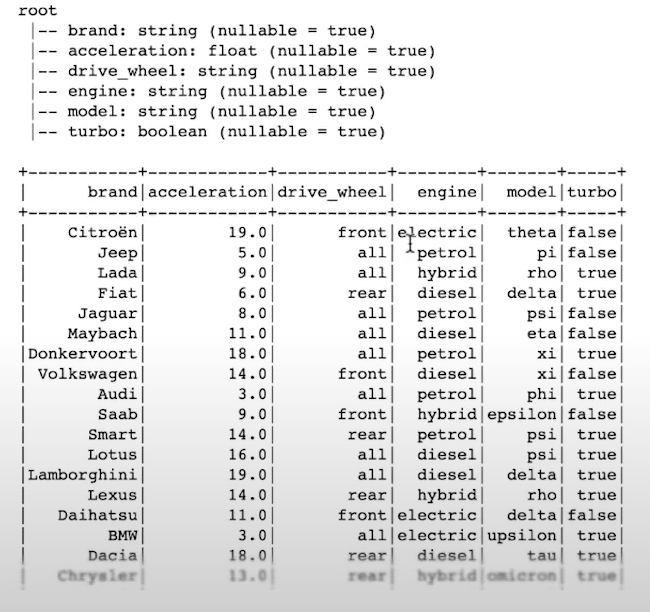 root
 |-- brand: string (nullable = true)
 |-- acceleration: float (nullable = true)
 |-- drive_wheel: string (nullable = true)
 |-- engine: string (nullable = true)
 |-- model: string (nullable = true)
 |-- turbo: boolean (nullable = true)

+-----------+------------+-----------+--------+-------+-----+
|      brand|acceleration|drive_wheel|  engine|  model|turbo|
+-----------+------------+-----------+--------+-------+-----+
|    Citroën|        19.0|      front|electric|  theta|false|
|       Jeep|         5.0|        all|  petrol|     pi|false|
|       Lada|         9.0|        all|  hybrid|    rho| true|
|       Fiat|         6.0|       rear|  diesel|  delta| true|
|     Jaguar|         8.0|        all|  petrol|    psi|false|
|    Maybach|        11.0|        all|  diesel|    eta|false|
|Donkervoort|        18.0|        all|  petrol|     xi| true|
| Volkswagen|        14.0|      front|  diesel|     xi|false|
|       Audi|         3.0|        all|  petrol|    phi| true|
|       Saab|         9.0|      front|  hybrid|epsilon|false|
|      Smart|        14.0|       rear|  petrol|    psi| true|
|      Lotus|        16.0|        all|  diesel|    psi| true|
|Lamborghini|        19.0|        all|  diesel|  delta| true|
|      Lexus|        14.0|       rear|  hybrid|    rho| true|
|   Daihatsu|        11.0|      front|electric|  delta|false|
|        BMW|         3.0|        all|electric|upsilon| true|
|      Dacia|        18.0|       rear|  diesel|    tau| true|
|   Chrysler|        13.0|       rear|  hybrid|omicron| true|